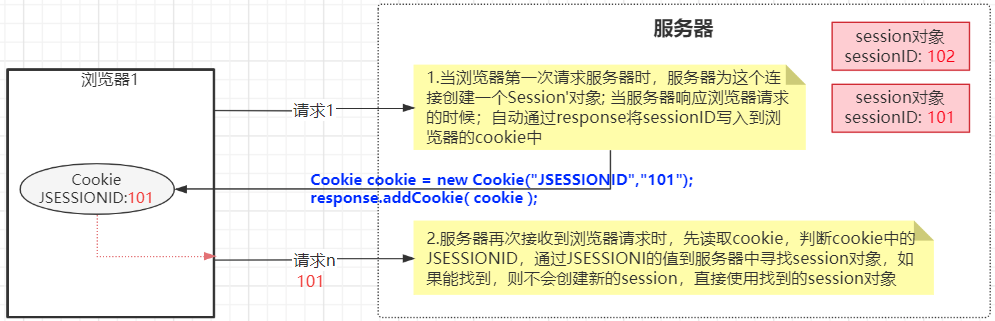 服务器
session对象
sessionID: 102
session对象
sessionID: 101
浏览器1
请求1
1.当浏览器第一次请求服务器时，服务器为这个连
接创建一个Session'对象; 当服务器响应浏览器请求
的时候；自动通过response将sessionID写入到浏
览器的cookie中
Cookie
JSESSIONID:101
Cookie cookie = new Cookie("JSESSIONID","101");
response.addCookie( cookie );
请求n
101
2.服务器再次接收到浏览器请求时，先读取cookie，判断cookie中的
JSESSIONID，通过JSESSIONI的值到服务器中寻找session对象，如
果能找到，则不会创建新的session，直接使用找到的session对象